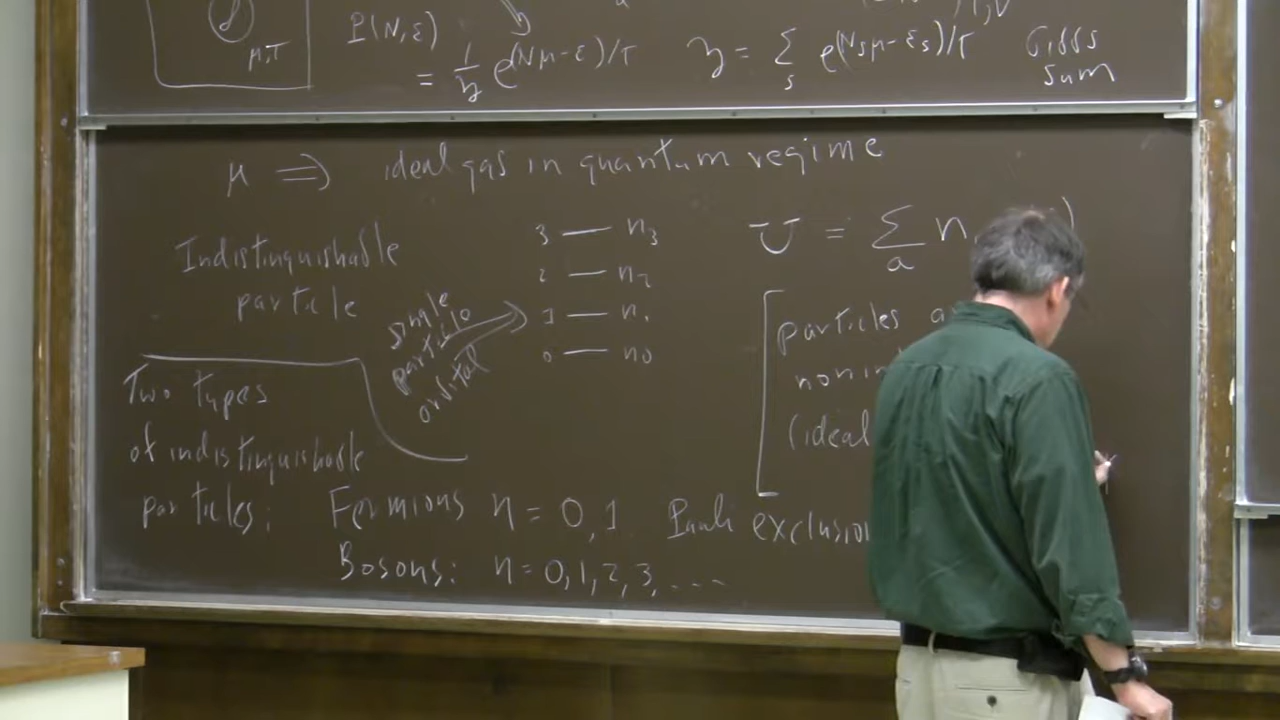 μ,τ
P(N,ε)
= 1/𝓏 e^(Nμ-ε)/τ
𝓏 = Σ_s e^(N_sμ-ε_s)/τ
Gibbs
Sum
μ ⇒ ideal gas in quantum regime
Indistinguishable
particle
single
particle
orbital
3 — n₃
2 — n₂
1 — n₁
0 — n₀
U = Σ_a n
particles
(ideal
Two types
of indistinguishable
particles:
Fermions n = 0,1 Pauli exclusion
Bosons: n = 0,1,2,3,...